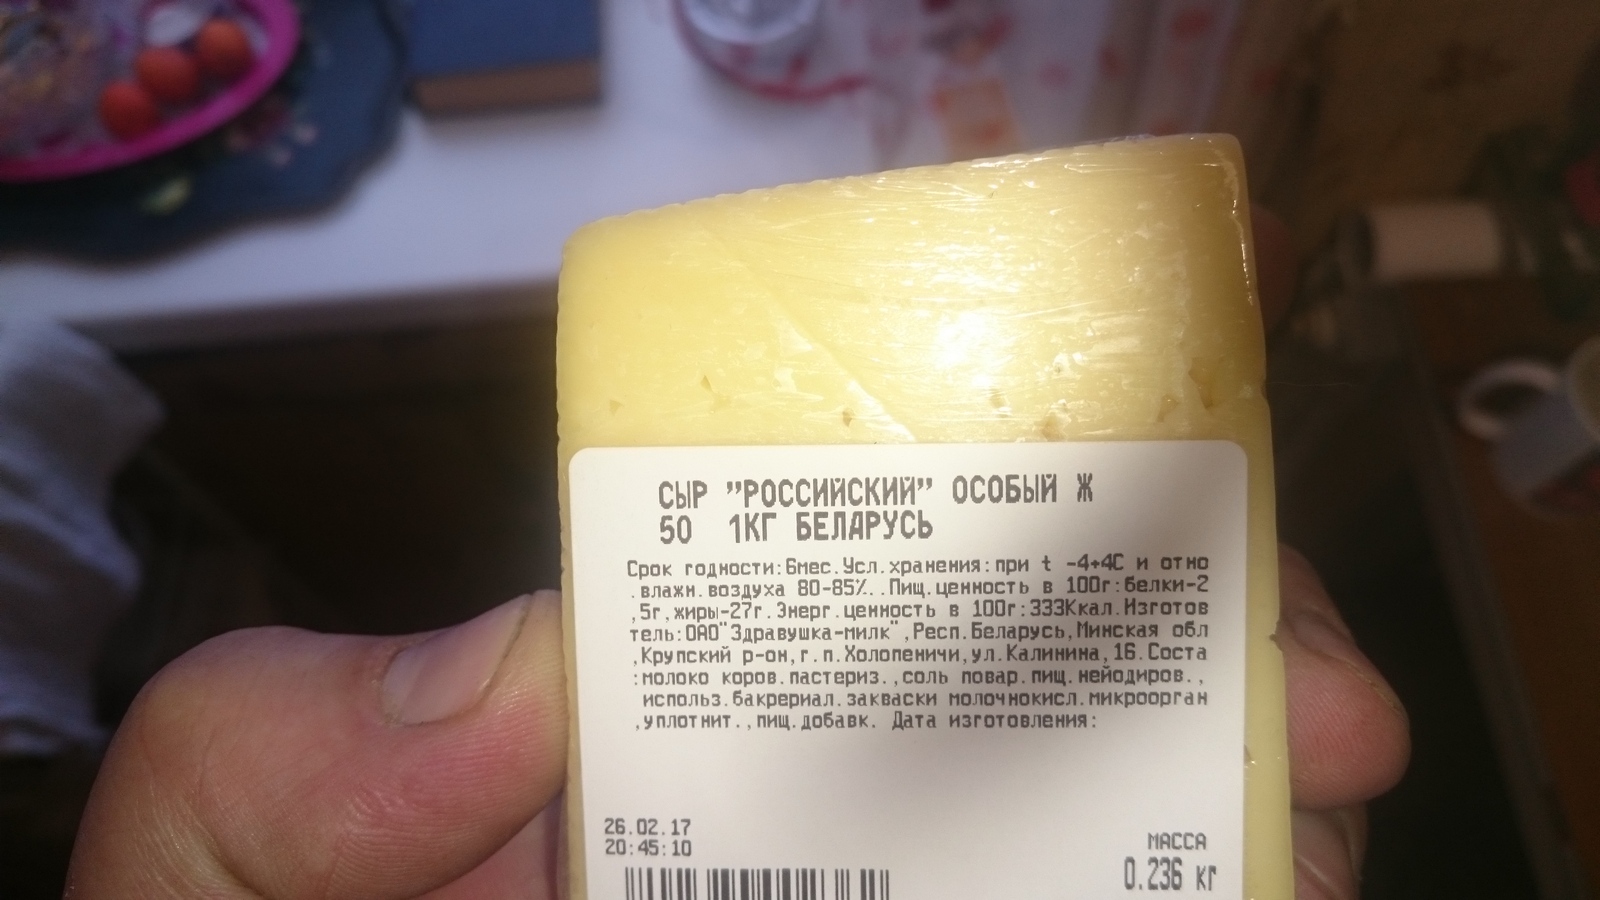 СЫР "РОССИЙСКИЙ" ОСОБЫЙ Ж
50 1КГ БЕЛАРУСЬ
Срок годности:6мес.Усл.хранения:при t -4+4С и отно
.влажн.воздуха 80-85%..Пищ.ценность в 100г:белки-2
,5г,жиры-27г.Энерг.ценность в 100г:333Ккал.Изготов
тель:ОАО"Здравушка-милк",Респ.Беларусь,Минская обл
,Крупский р-он,г.п.Холопеничи,ул.Калинина,16.Соста
:молоко коров.пастериз.,соль повар.пищ.нейодиров.,
использ.бакрериал.закваски молочнокисл.микроорган
,уплотнит.,пищ.добавк. Дата изготовления:
26.02.17
20:45:10
МАССА
0.236 кг